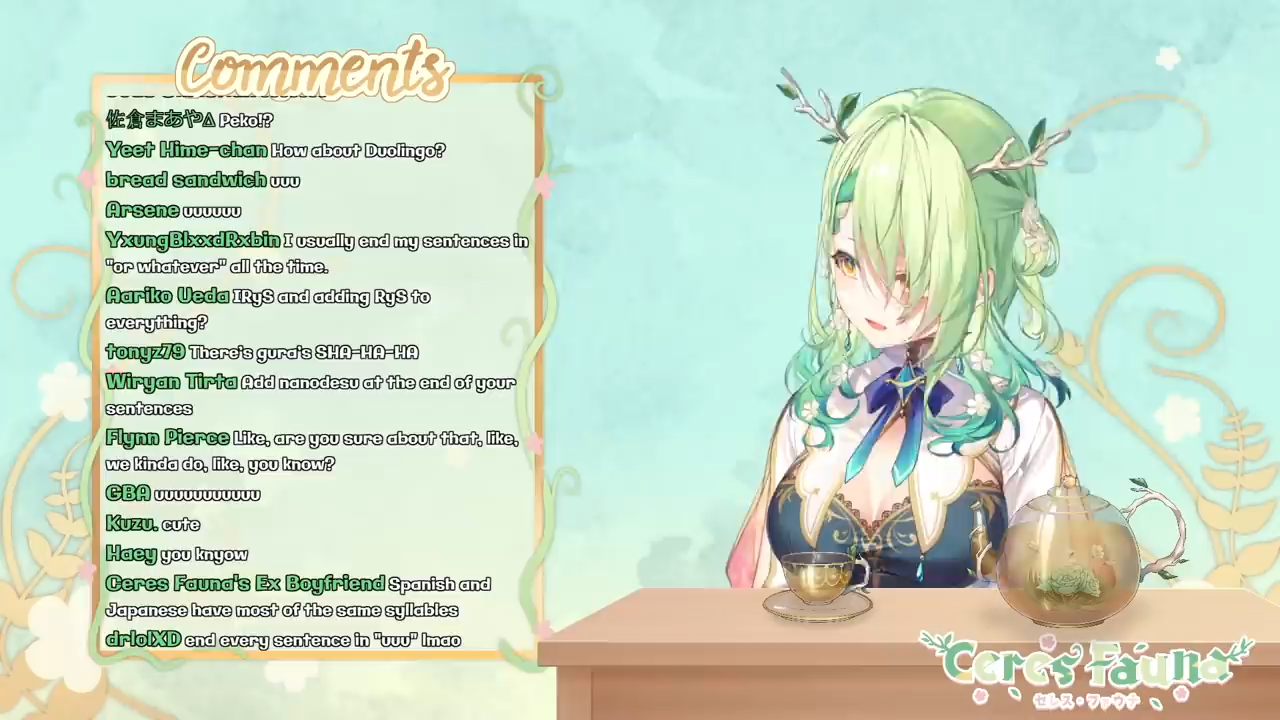 Comments
佐倉まあや△ Peko!?
Yeet Hime-chan How about Duolingo?
bread sandwich uuu
Arsene uuuuuu
YxungBlxxdRxbin I usually end my sentences in
"or whatever" all the time.
Aariko Ueda IRyS and adding RyS to
everything?
tonyz79 There's gura's SHA-HA-HA
Wiryan Tirta Add nanodesu at the end of your
sentences
Flynn Pierce Like, are you sure about that, like,
we kinda do, like, you know?
GBA uuuuuuuuuuu
Kuzu. cute
Haey you knyow
Ceres Fauna's Ex Boyfriend Spanish and
Japanese have most of the same syllables
drlolXD end every sentence in "uuu" lmao
Ceres Fauna
セレス・ファウナ